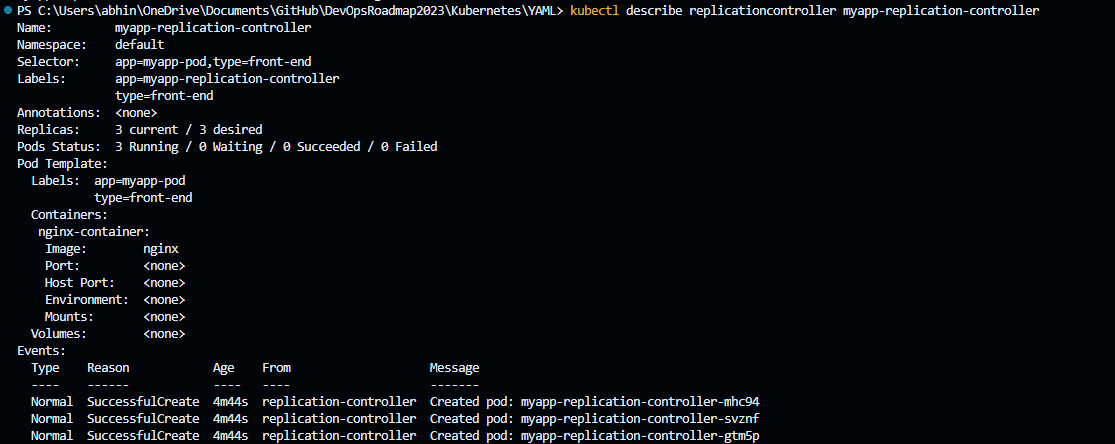 PS C:\Users\abhin\OneDrive\Documents\GitHub\DevOpsRoadmap2023\Kubernetes\YAML> kubectl describe replicationcontroller myapp-replication-controller
Name:         myapp-replication-controller
Namespace:    default
Selector:     app=myapp-pod,type=front-end
Labels:       app=myapp-replication-controller
              type=front-end
Annotations:  <none>
Replicas:     3 current / 3 desired
Pods Status:  3 Running / 0 Waiting / 0 Succeeded / 0 Failed
Pod Template:
  Labels:  app=myapp-pod
           type=front-end
  Containers:
   nginx-container:
    Image:        nginx
    Port:         <none>
    Host Port:    <none>
    Environment:  <none>
    Mounts:       <none>
  Volumes:        <none>
Events:
  Type    Reason            Age    From                    Message
  ----    ------            ----   ----                    -------
  Normal  SuccessfulCreate  4m44s  replication-controller  Created pod: myapp-replication-controller-mhc94
  Normal  SuccessfulCreate  4m44s  replication-controller  Created pod: myapp-replication-controller-svznf
  Normal  SuccessfulCreate  4m44s  replication-controller  Created pod: myapp-replication-controller-gtm5p